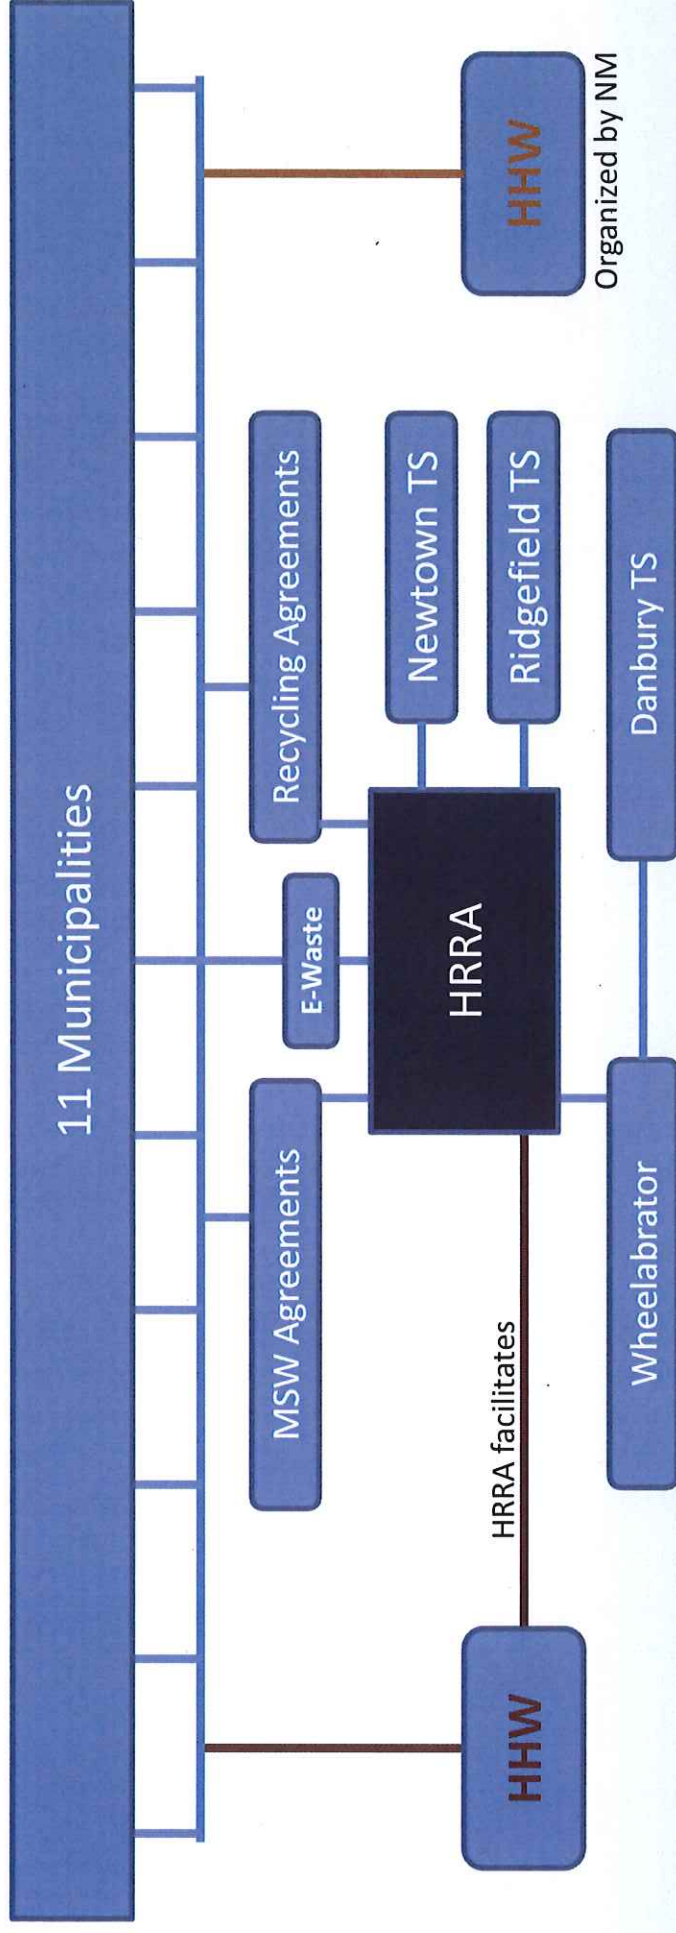 11 Municipalities
MSW Agreements
E-Waste
Recycling Agreements
HRRA
Newtown TS
Ridgefield TS
HHW
HRRA facilitates
HHW
Organized by NM
Wheelabrator
Danbury TS